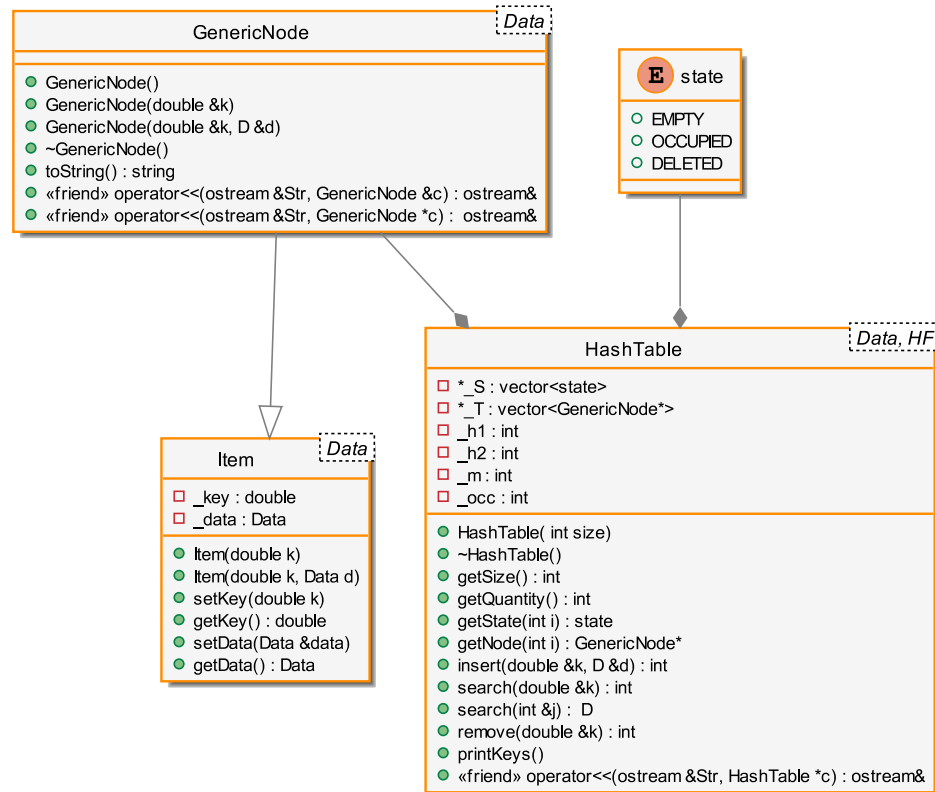 GenericNode
Data
GenericNode()
GenericNode(double &k)
GenericNode(double &k, D &d)
~GenericNode()
toString() : string
«friend» operator<<(ostream &Str, GenericNode &c) : ostream&
«friend» operator<<(ostream &Str, GenericNode *c) :  ostream&
E state
EMPTY
OCCUPIED
DELETED
Item
Data
_key : double
_data : Data
Item(double k)
Item(double k, Data d)
setKey(double k)
getKey() : double
setData(Data &data)
getData() : Data
HashTable
Data, HF
*_S : vector<state>
*_T : vector<GenericNode*>
_h1 : int
_h2 : int
_m : int
_occ : int
HashTable( int size)
~HashTable()
getSize() : int
getQuantity() : int
getState(int i) : state
getNode(int i) : GenericNode*
insert(double &k, D &d) : int
search(double &k) : int
search(int &j) :  D
remove(double &k) : int
printKeys()
«friend» operator<<(ostream &Str, HashTable *c) : ostream&